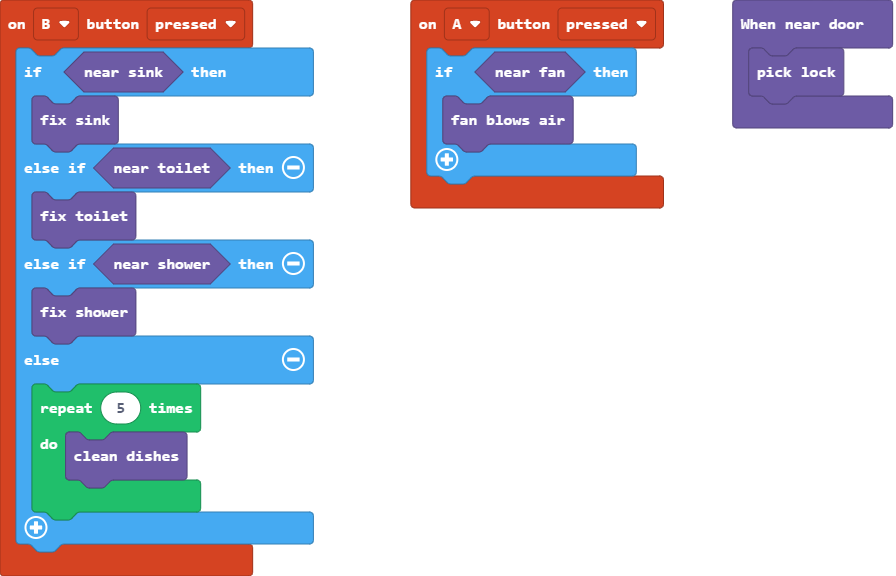 on B button pressed
if near sink then
fix sink
else if near toilet then
fix toilet
else if near shower then
fix shower
else
repeat 5 times
do
clean dishes
on A button pressed
if near fan then
fan blows air
When near door
pick lock